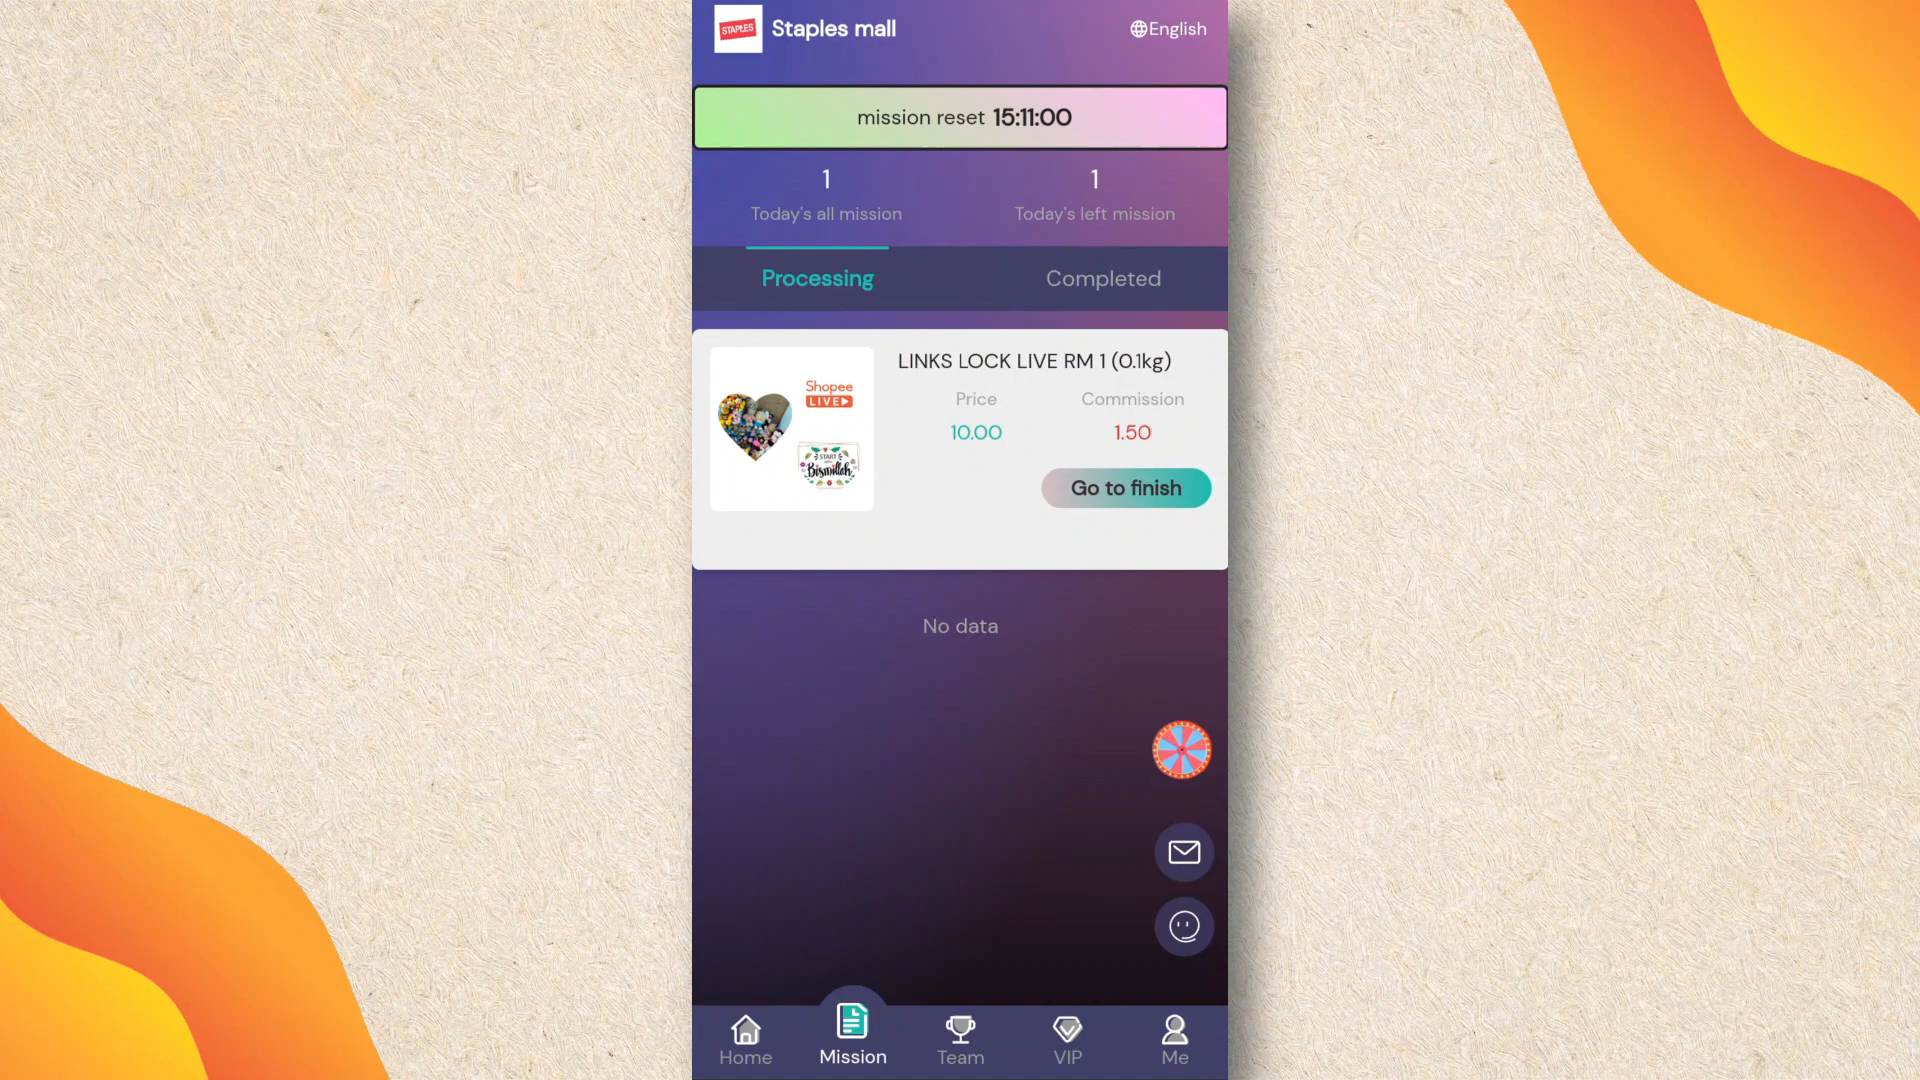 STAPLES
Staples mall
English
mission reset 15:11:00
1
Today's all mission
1
Today's left mission
Processing
Completed
LINKS LOCK LIVE RM 1 (0.1kg)
Shopee
LIVE
START
Bismillah
Price
Commission
10.00
1.50
Go to finish
No data
Home
Mission
Team
VIP
Me